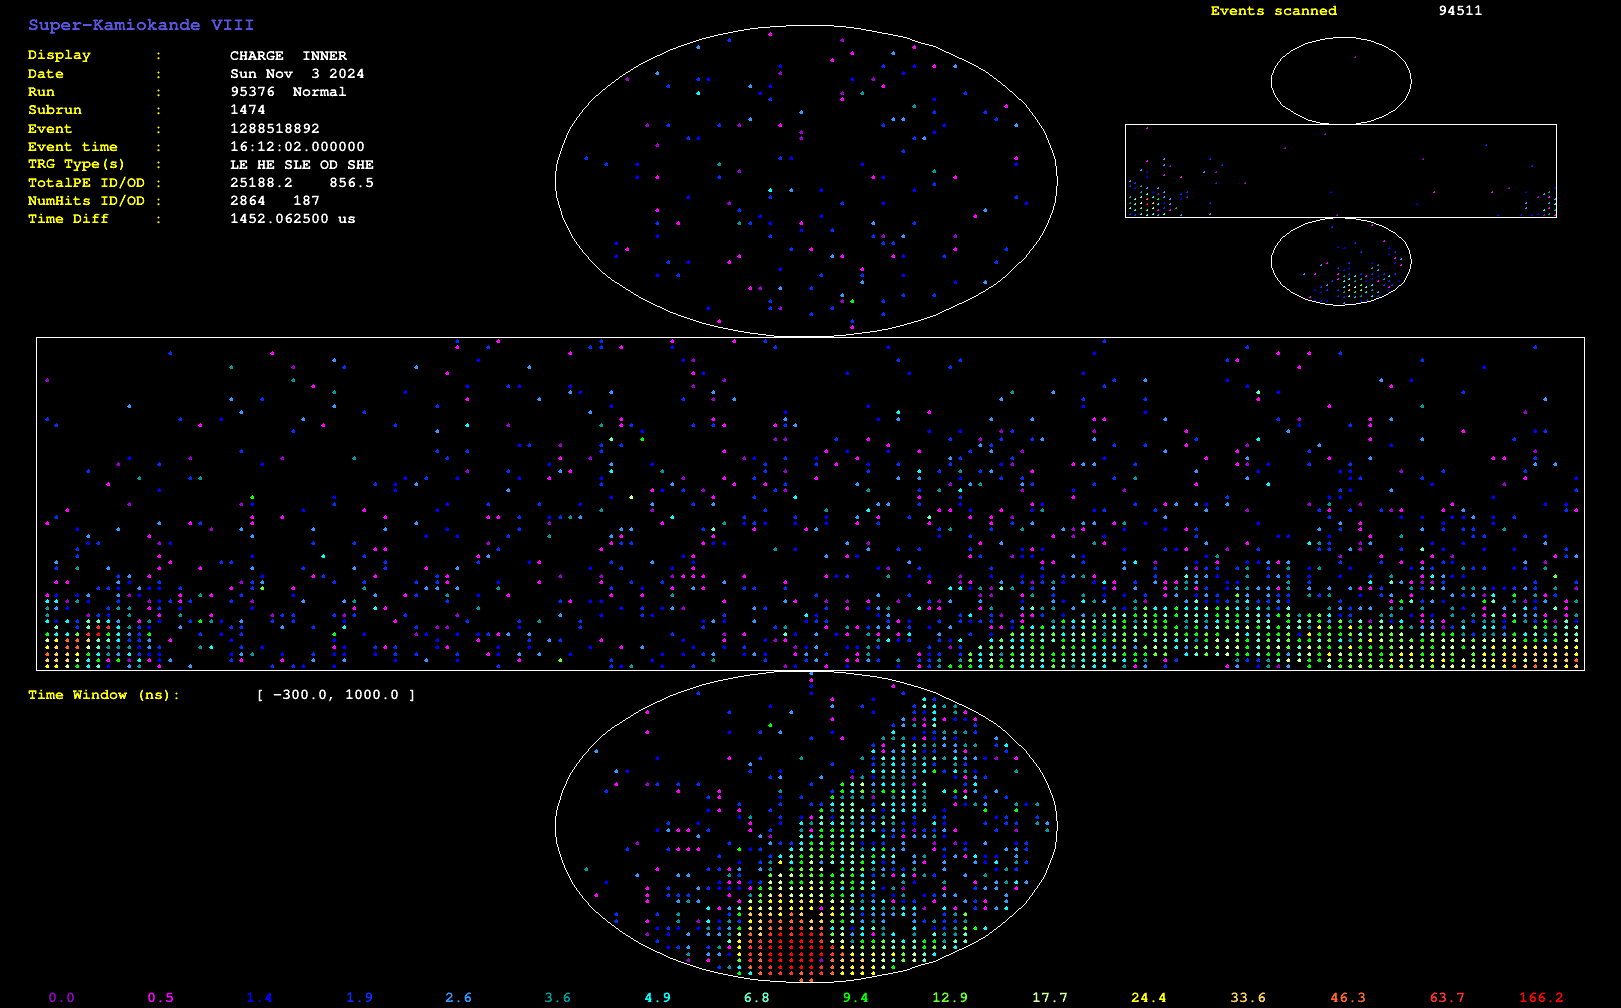 Super-Kamiokande VIII
Events scanned 94511
Display : CHARGE INNER
Date : Sun Nov 3 2024
Run : 95376 Normal
Subrun : 1474
Event : 1288518892
Event time : 16:12:02.000000
TRG Type(s) : LE HE SLE OD SHE
TotalPE ID/OD : 25188.2 856.5
NumHits ID/OD : 2864 187
Time Diff : 1452.062500 us
Time Window (ns): [ -300.0, 1000.0 ]
0.0 0.5 1.4 1.9 2.6 3.6 4.9 6.8 9.4 12.9 17.7 24.4 33.6 46.3 63.7 166.2